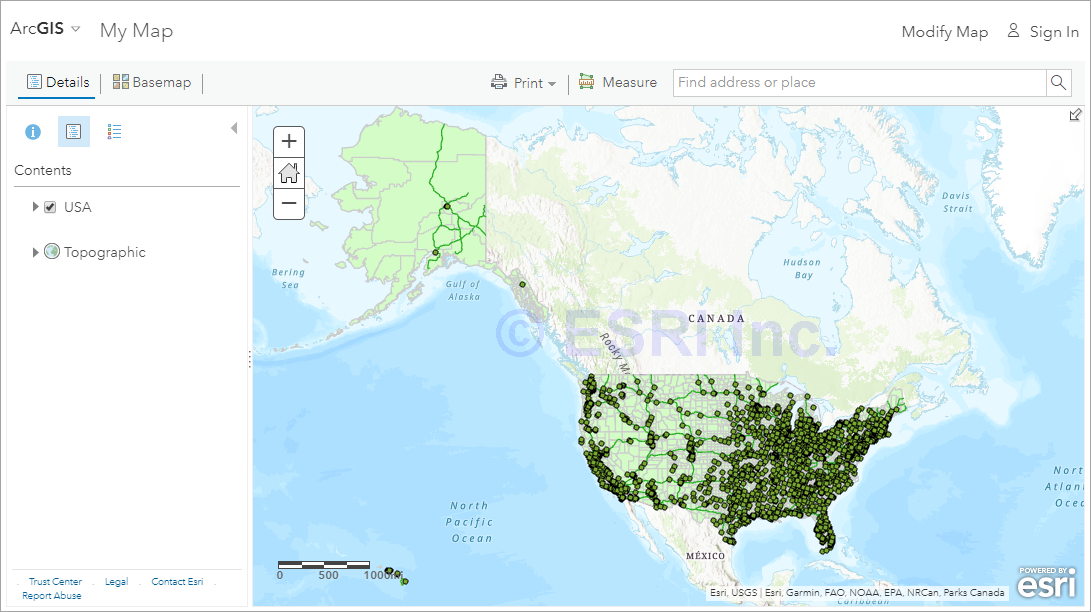 ArcGIS My Map Modify Map Sign In
Details Basemap Print Measure Find address or place
Contents
USA
Topographic
Trust Center Legal Contact Esri
Report Abuse
Davis
Strait
Hudson
Bay
Bering
Sea
Gulf of
Alaska
CANADA
© ESRI Inc.
Rocky M
North
Pacific
Ocean
Nort
Atlant
Ocea
MÉXICO
0 500 1000mi
Caribbean
Esri, USGS | Esri, Garmin, FAO, NOAA, EPA, NRCan, Parks Canada
POWERED BY
esri